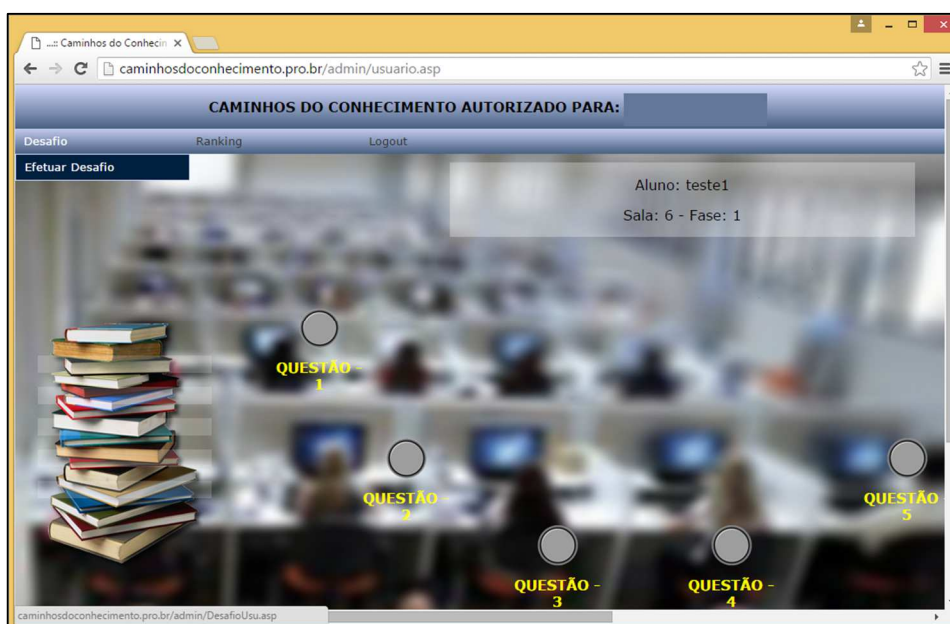 ...:: Caminhos do Conhecin
caminhosdoconhecimento.pro.br/admin/usuario.asp
CAMINHOS DO CONHECIMENTO AUTORIZADO PARA:
Desafio Ranking Logout
Efetuar Desafio
Aluno: teste1
Sala: 6 - Fase: 1
QUESTÃO -
1
QUESTÃO -
2
QUESTÃO
5
QUESTÃO -
3
QUESTÃO -
4
caminhosdoconhecimento.pro.br/admin/DesafioUsu.asp